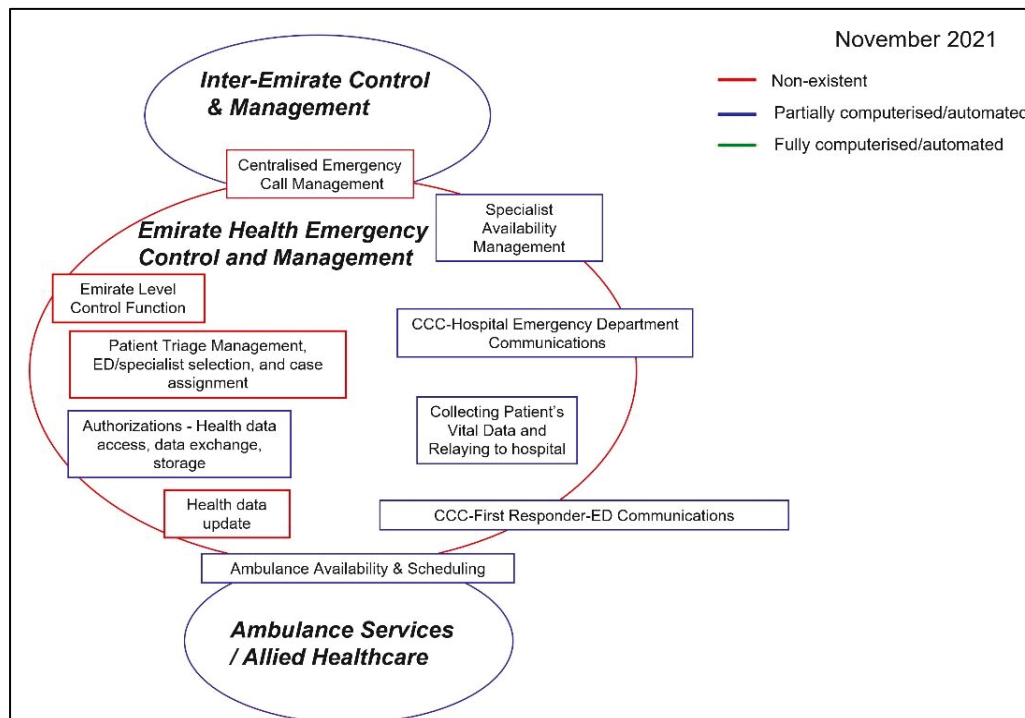 November 2021
Non-existent
Partially computerised/automated
Fully computerised/automated
Inter-Emirate Control
& Management
Centralised Emergency
Call Management
Specialist
Availability
Management
Emirate Health Emergency
Control and Management
Emirate Level
Control Function
CCC-Hospital Emergency Department
Communications
Patient Triage Management,
ED/specialist selection, and case
assignment
Collecting Patient's
Vital Data and
Relaying to hospital
Authorizations - Health data
access, data exchange,
storage
Health data
update
CCC-First Responder-ED Communications
Ambulance Availability & Scheduling
Ambulance Services
/ Allied Healthcare